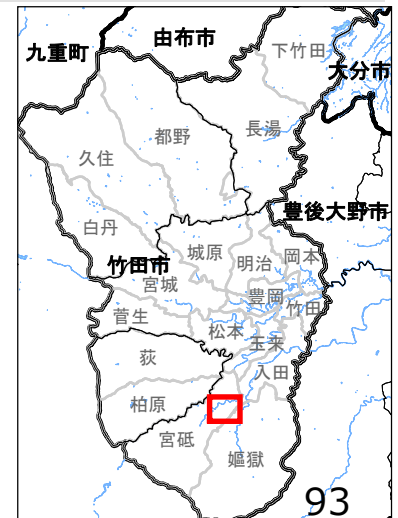 九重町
由布市
下竹田
大分市
都野
長湯
久住
白丹
豊後大野市
城原
岡本
明治
竹田市
宮城
豊岡
竹田
菅生
松本
玉来
荻
入田
柏原
宮砥
嫗獄
93